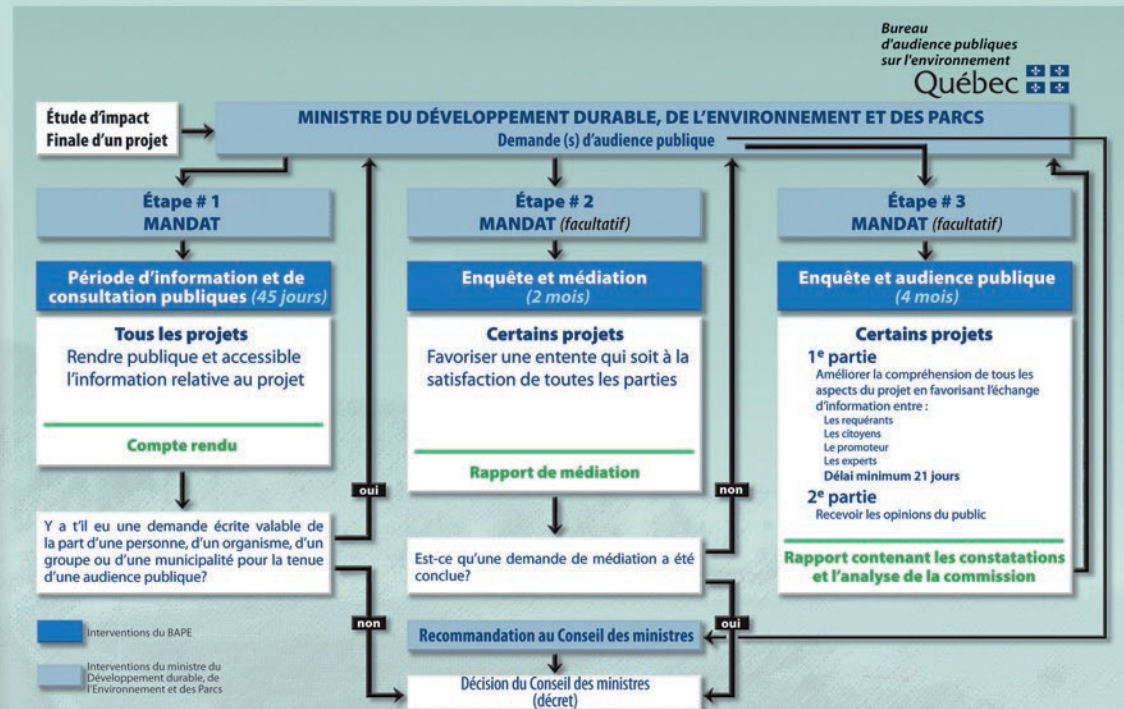 Bureau
d'audience publiques
sur l'environnement
Québec
Étude d'impact
Finale d'un projet
MINISTRE DU DÉVELOPPEMENT DURABLE, DE L'ENVIRONNEMENT ET DES PARCS
Demande (s) d'audience publique
Étape # 1
MANDAT
Période d'information et de
consultation publiques (45 jours)
Tous les projets
Rendre publique et accessible
l'information relative au projet
Compte rendu
oui
Y a t'il eu une demande écrite valable de
la part d'une personne, d'un organisme, d'un
groupe ou d'une municipalité pour la tenue
d'une audience publique?
non
Étape # 2
MANDAT (facultatif)
Enquête et médiation
(2 mois)
Certains projets
Favoriser une entente qui soit à la
satisfaction de toutes les parties
Rapport de médiation
non
Est-ce qu'une demande de médiation a été
conclue?
oui
Étape # 3
MANDAT (facultatif)
Enquête et audience publique
(4 mois)
Certains projets
1e partie
Améliorer la compréhension de tous les
aspects du projet en favorisant l'échange
d'information entre :
Les requérants
Les citoyens
Le promoteur
Les experts
Délai minimum 21 jours
2e partie
Recevoir les opinions du public
Rapport contenant les constatations
et l'analyse de la commission
Recommandation au Conseil des ministres
Décision du Conseil des ministres
(décret)
Interventions du BAPE
Interventions du ministre du
Développement durable, de
l'Environnement et des Parcs